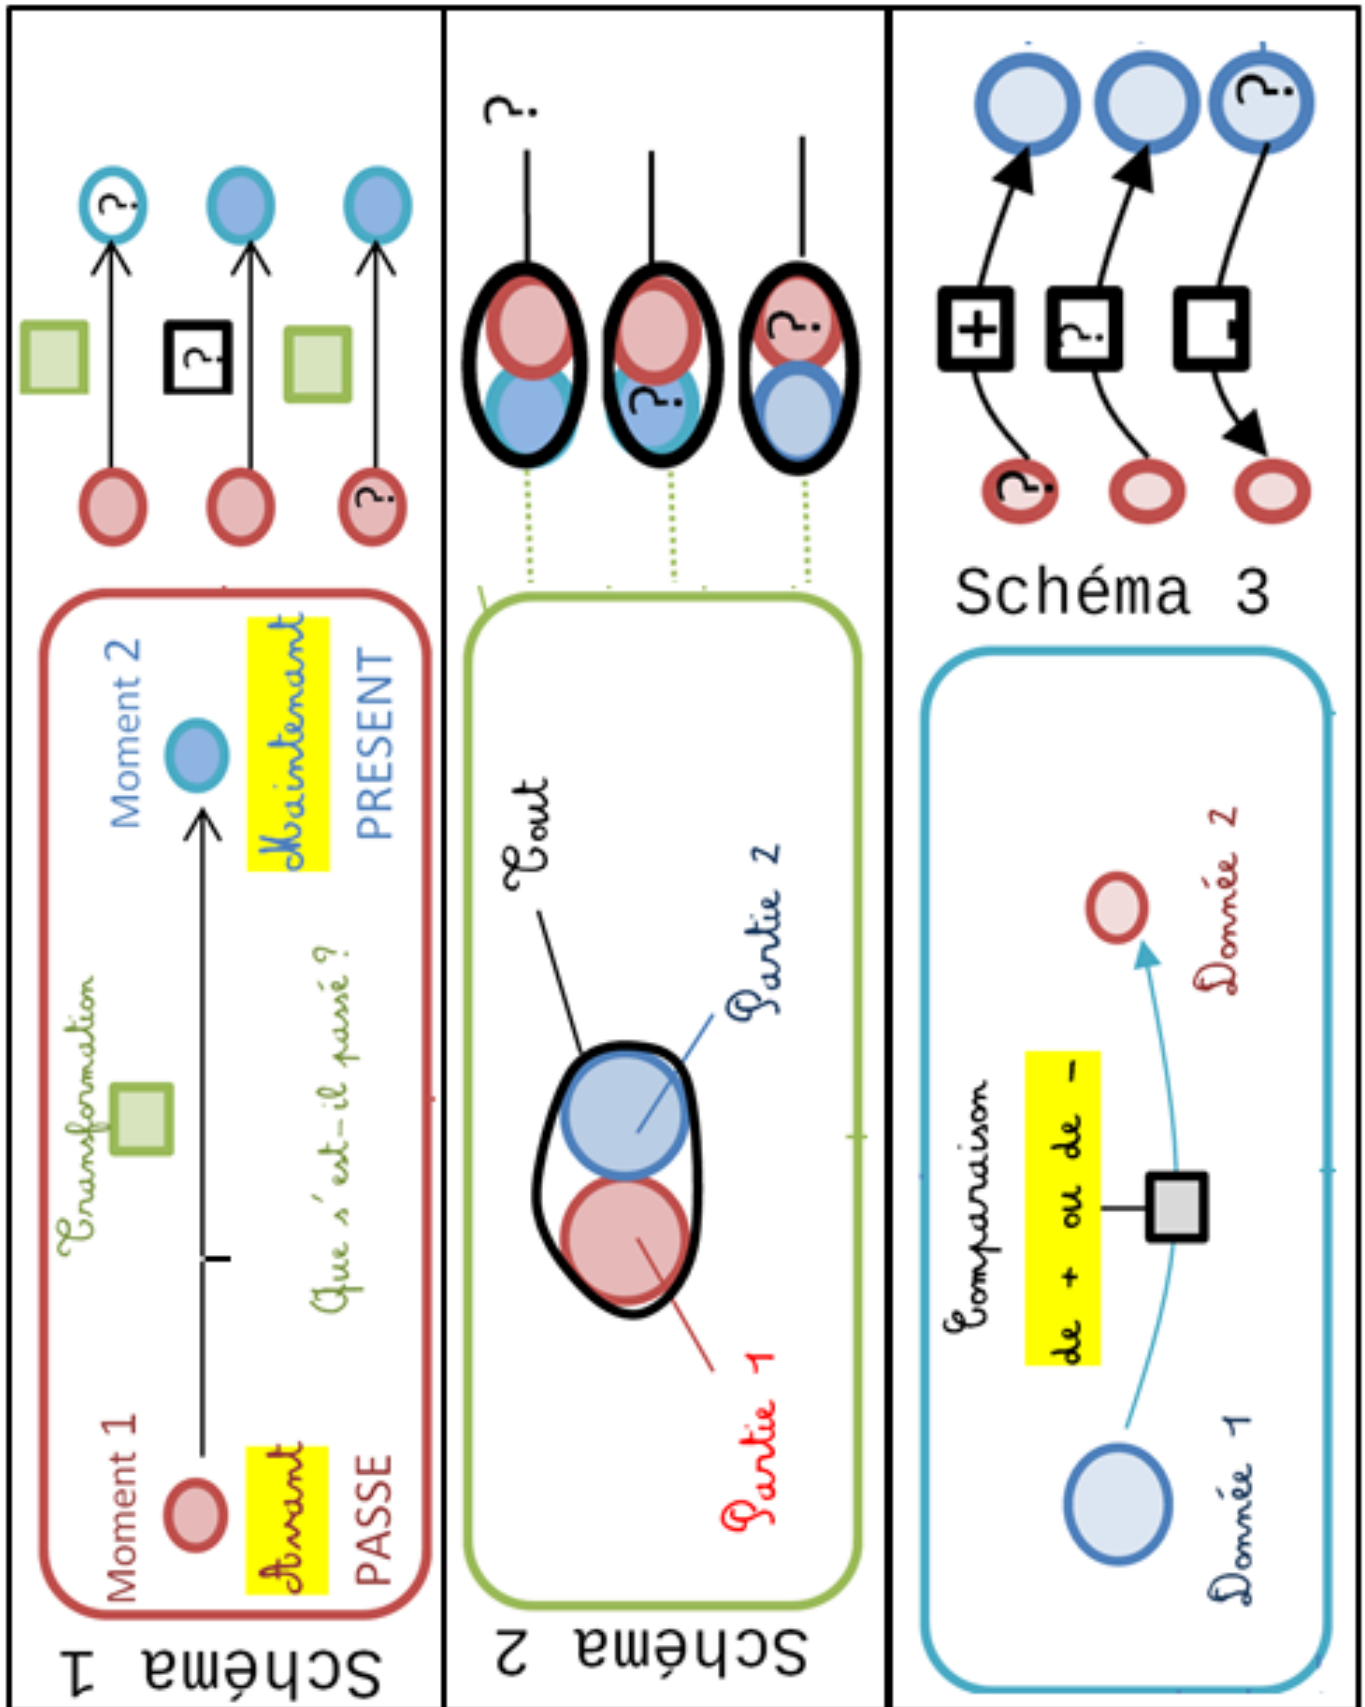 Schéma 1
Transformation
Moment 1
Moment 2
Avant
Que s'est-il passé ?
Maintenant
PASSE
PRESENT
?
?
?
Schéma 2
Tout
Partie 1
Partie 2
?
?
?
Schéma 3
Comparaison
de + ou de -
Donnée 1
Donnée 2
?
+
?
-
?